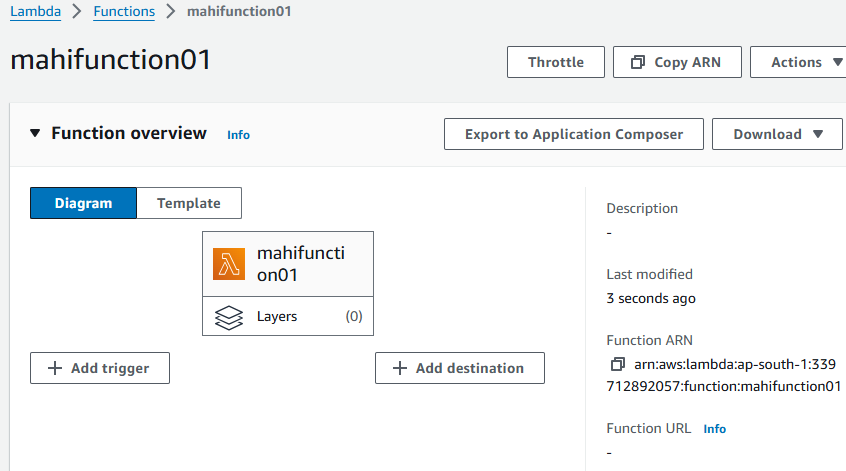 Lambda > Functions > mahifunction01
mahifunction01
Throttle
Copy ARN
Actions
Function overview Info
Export to Application Composer
Download
Diagram
Template
mahifuncti
on01
Layers (0)
Add trigger
Add destination
Description
-
Last modified
3 seconds ago
Function ARN
arn:aws:lambda:ap-south-1:339
712892057:function:mahifunction01
Function URL Info
-